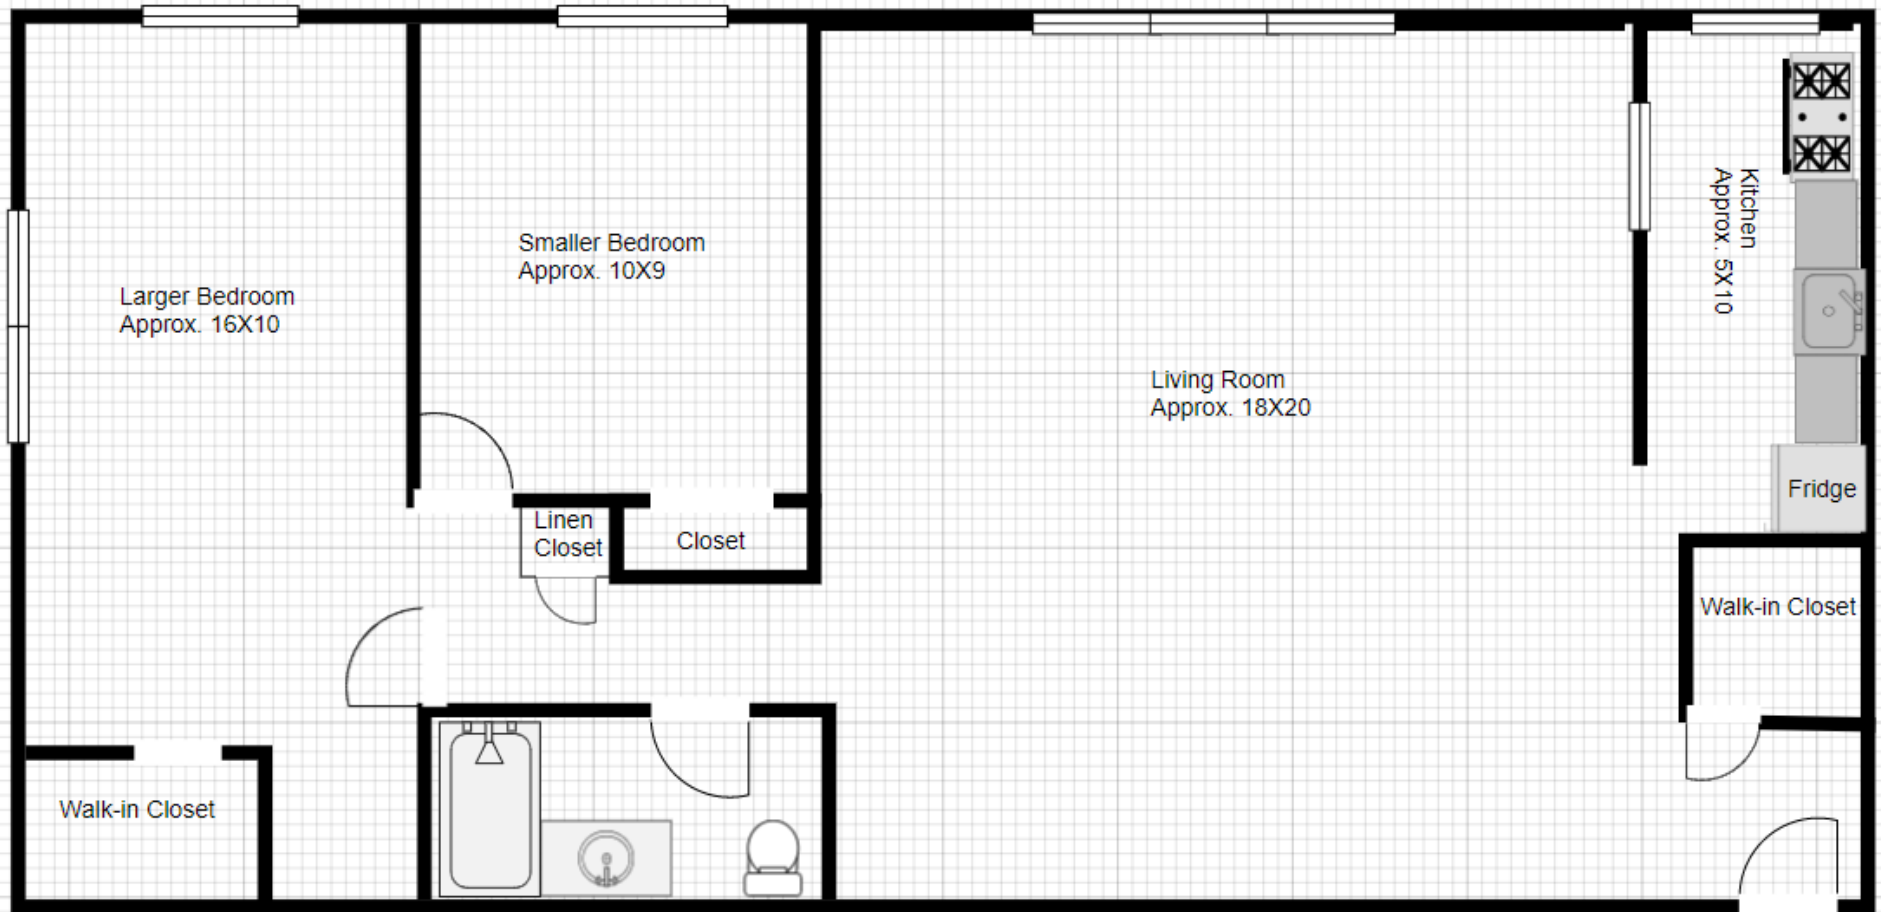 Larger Bedroom
Approx. 16X10
Smaller Bedroom
Approx. 10X9
Linen
Closet
Closet
Living Room
Approx. 18X20
Kitchen
Approx. 5X10
Fridge
Walk-in Closet
Walk-in Closet